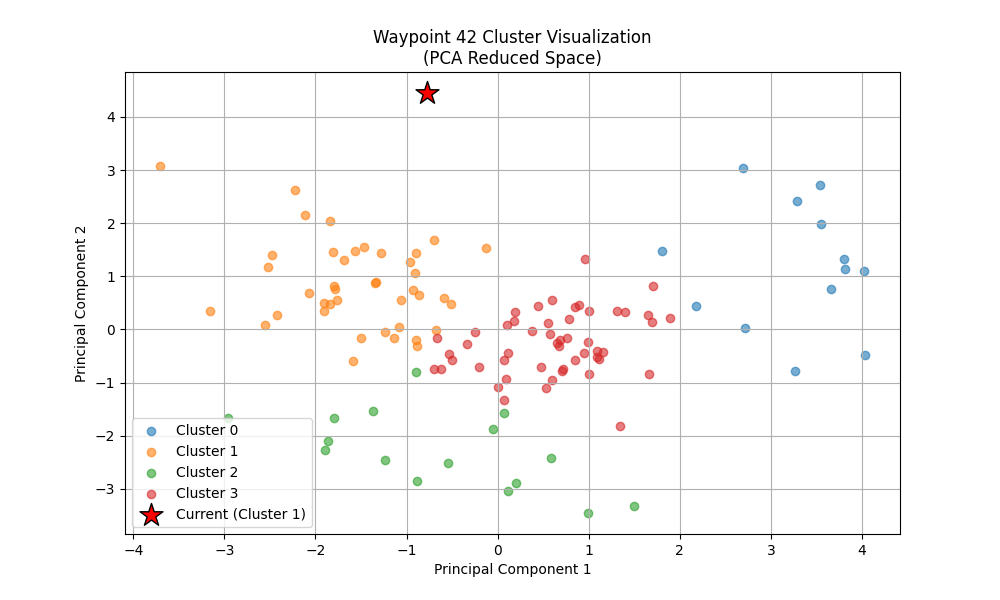 Waypoint 42 Cluster Visualization
(PCA Reduced Space)
Principal Component 2
4
3
2
1
0
−1
−2
−3
Cluster 0
Cluster 1
Cluster 2
Cluster 3
Current (Cluster 1)
−4 −3 −2 −1 0 1 2 3 4
Principal Component 1